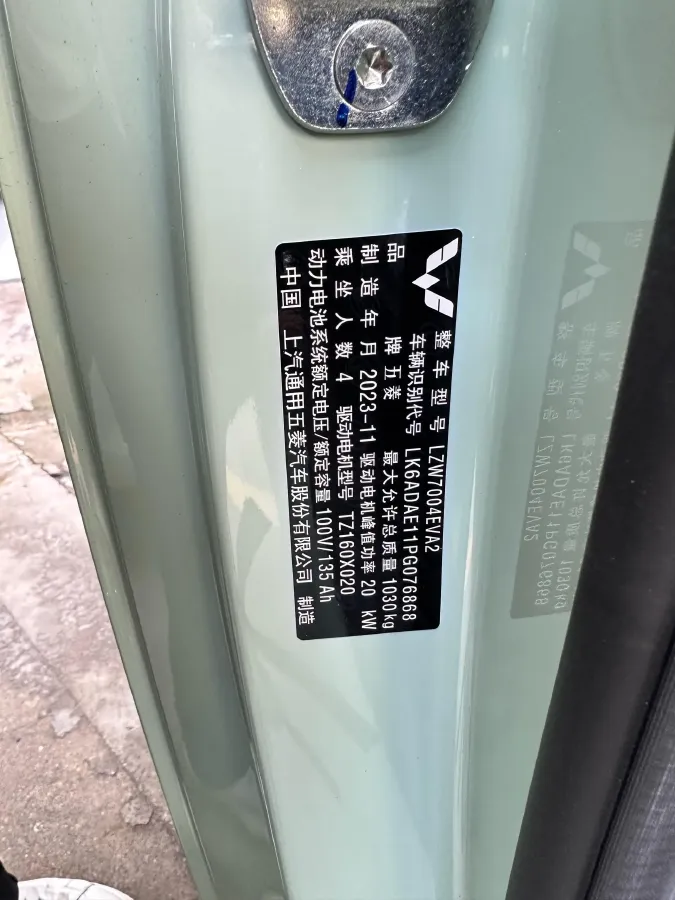 整车型号 LZW7004EVA2
车辆识别代号 LK6ADAE11PG076868
品牌 五菱 最大允许总质量 1030kg
制造年月 2023-11 驱动电机峰值功率 20 kW
乘坐人数 4 驱动电机型号 TZ160X020
动力电池系统额定电压/额定容量 100V/135 Ah
中国 上汽通用五菱汽车股份有限公司 制造